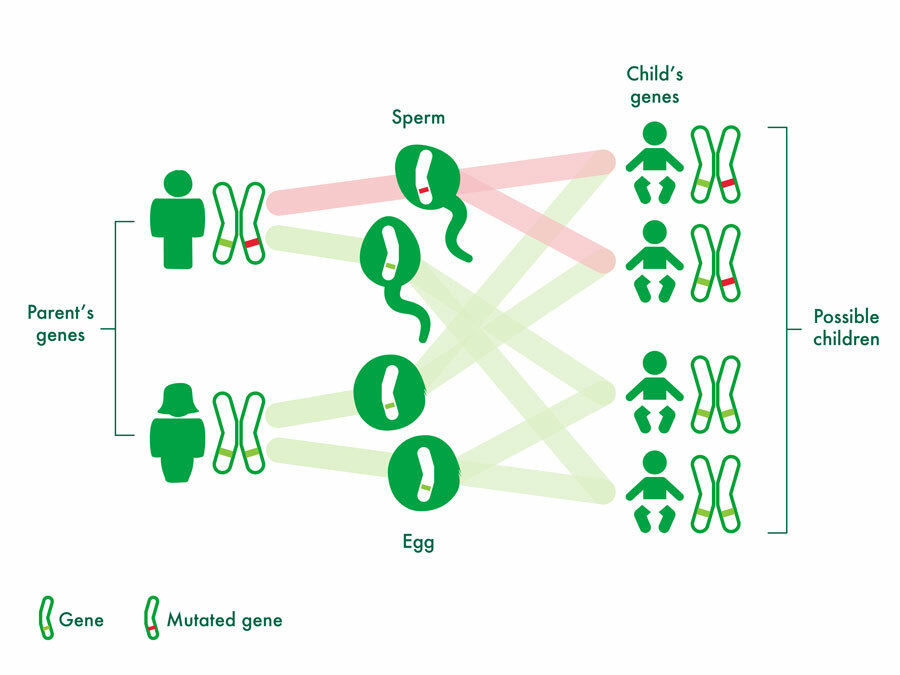 Child’s
genes
Sperm
Parent’s
genes
Possible
children
Egg
Gene
Mutated gene